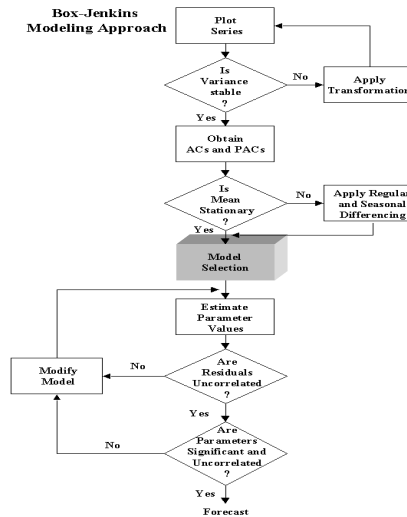 Box-Jenkins
Modeling Approach
Plot
Series
Is
Variance
stable
?
No
Apply
Transformation
Yes
Obtain
ACs and PACs
Is
Mean
Stationary
?
No
Apply Regular
and Seasonal
Differencing
Yes
Model
Selection
Estimate
Parameter
Values
Are
Residuals
Uncorrelated
?
No
Modify
Model
Yes
Are
Parameters
Significant and
Uncorrelated
?
No
Yes
Forecast